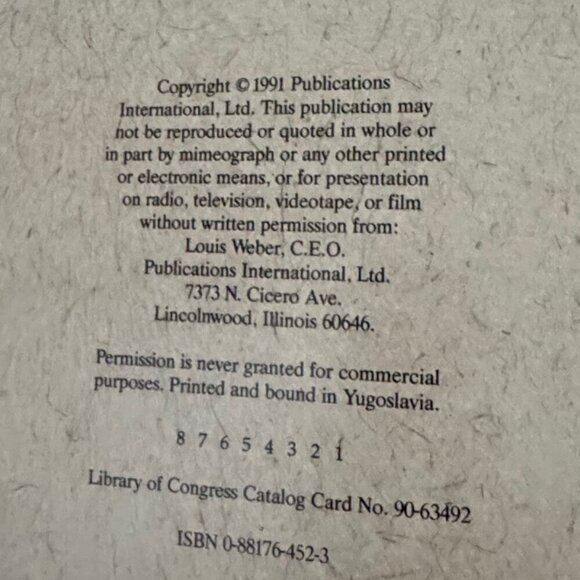 Copyright © 1991 Publications
International, Ltd. This publication may
not be reproduced or quoted in whole or
in part by mimeograph or any other printed
or electronic means, or for presentation
on radio, television, videotape, or film
without written permission from:
Louis Weber, C.E.O.
Publications International, Ltd.
7373 N. Cicero Ave.
Lincolnwood, Illinois 60646.
Permission is never granted for commercial
purposes. Printed and bound in Yugoslavia.
8 7 6 5 4 3 2 1
Library of Congress Catalog Card No. 90-63492
ISBN 0-88176-452-3